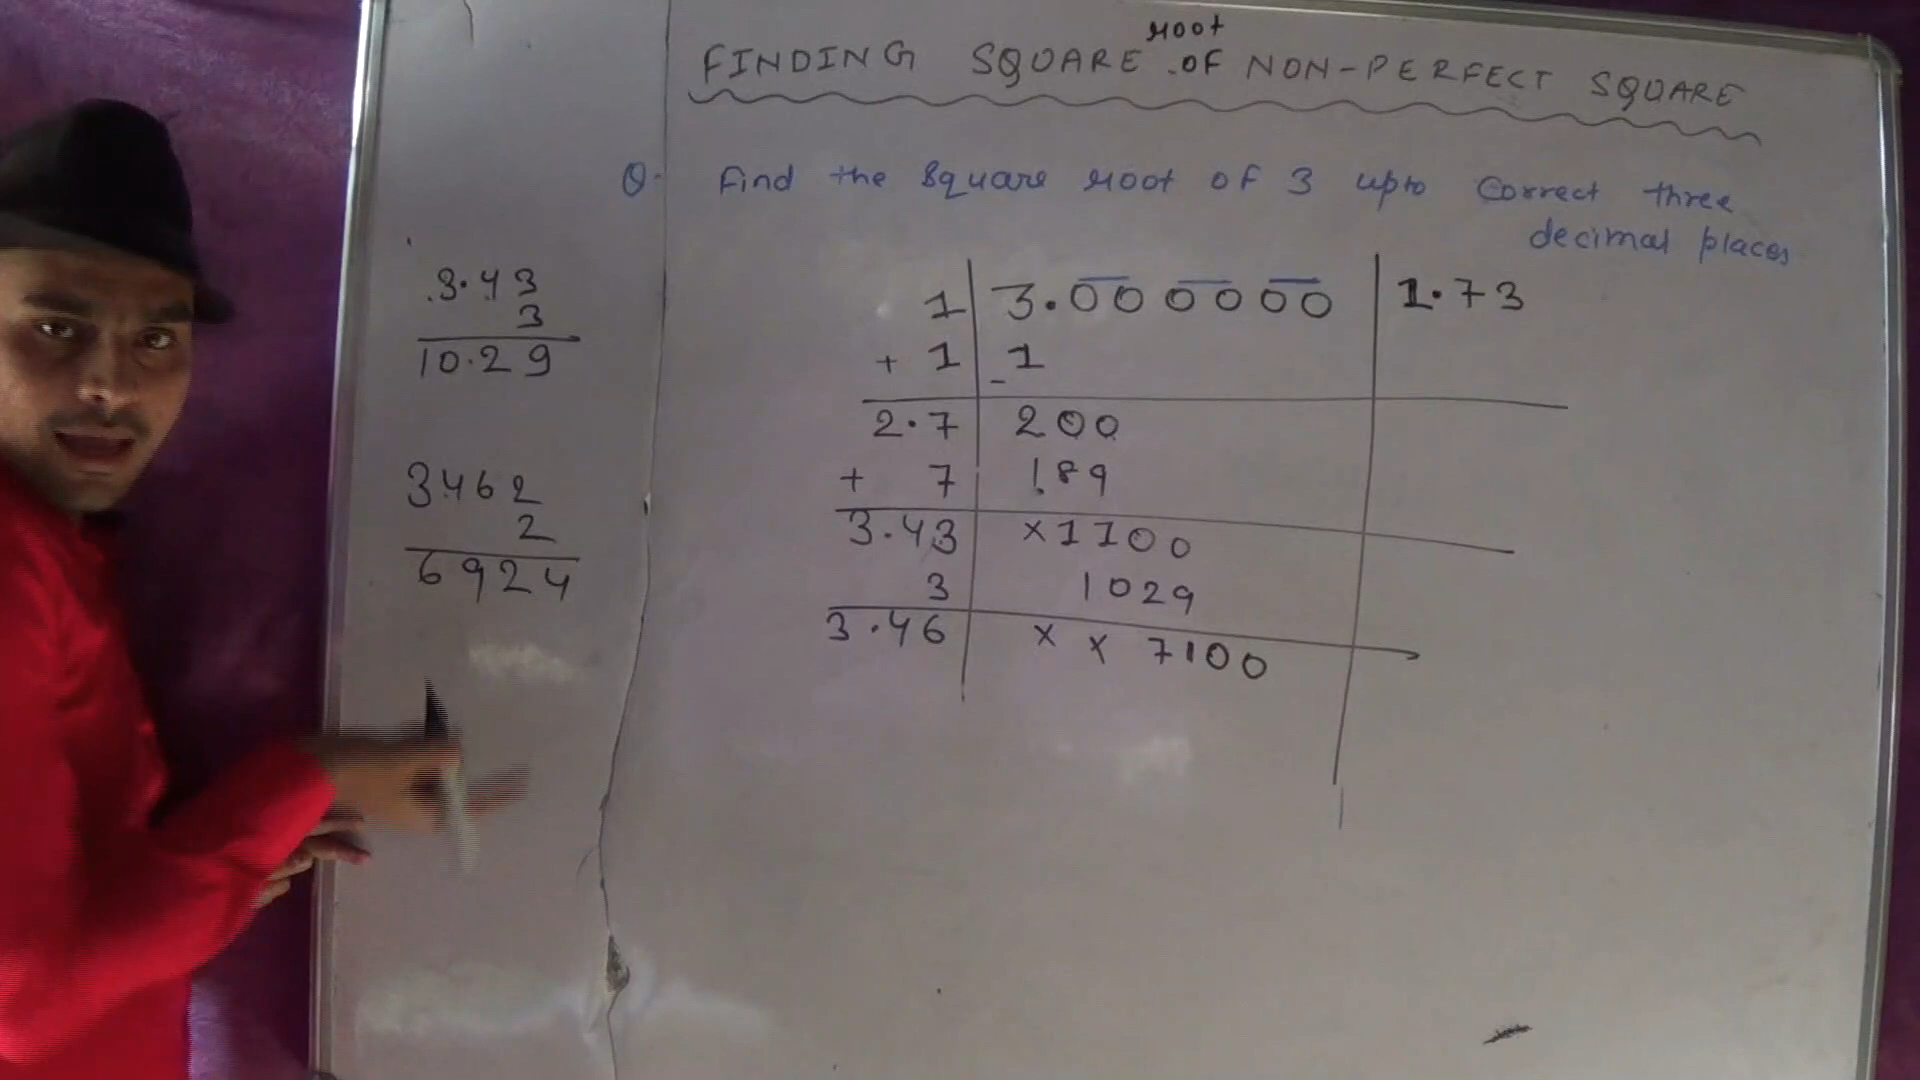 FINDING SQUARE root OF NON-PERFECT SQUARE
Q. Find the square root of 3 upto correct three
decimal places
3.43
3
10.29
3462
2
6924
1 3.000000 1.73
+ 1 - 1
2.7 200
+ 7 189
3.43 x1100
3 1029
3.46 x x 7100